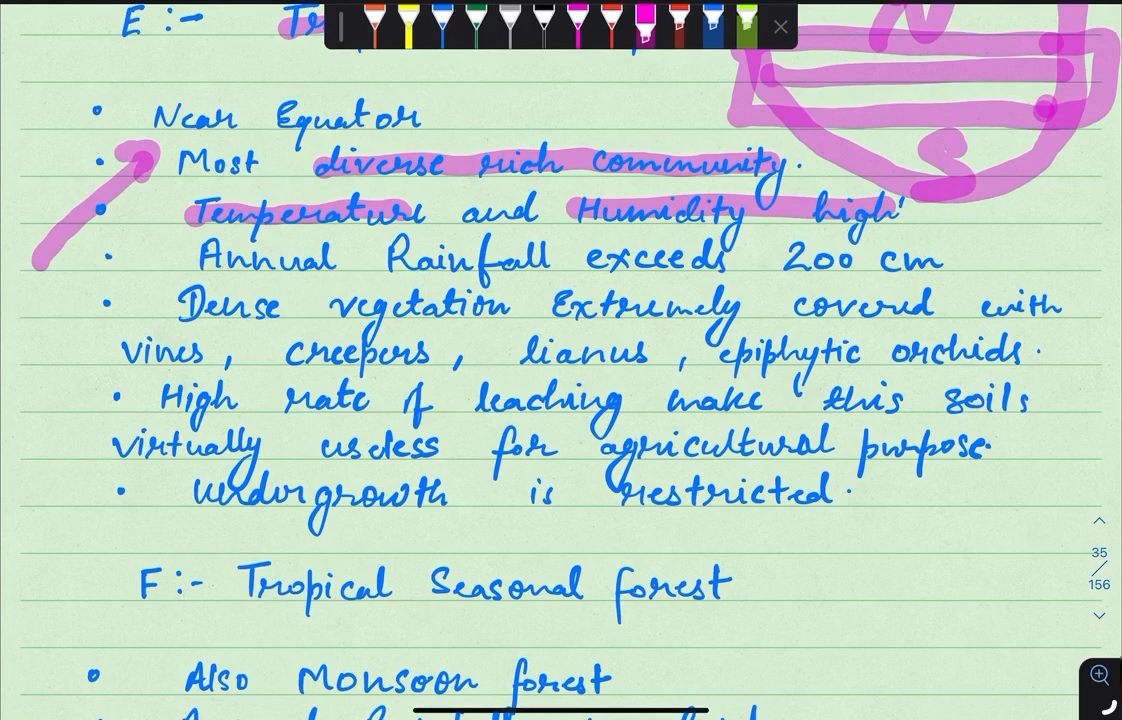 E :-
• Near Equator
• Most diverse rich community.
• Temperature and Humidity high
• Annual Rainfall exceeds 200 cm
• Dense vegetation Extremely covered with
vines, creepers, lianus, epiphytic orchids.
• High rate of leaching make this soils
virtually useless for agricultural purpose.
• Undergrowth is restricted.
F :- Tropical Seasonal forest
• Also Monsoon forest
N
S
35
/
156